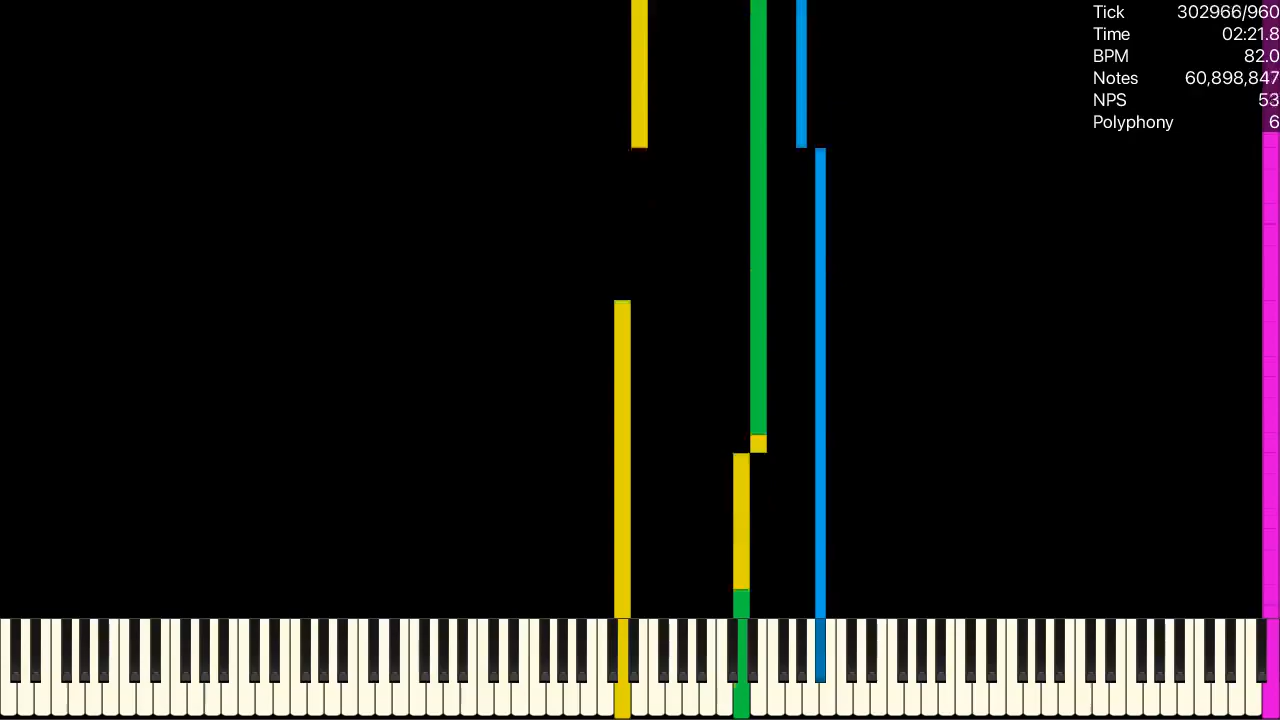 Tick 302966/960
Time 02:21.8
BPM 82.0
Notes 60,898,847
NPS 53
Polyphony 6